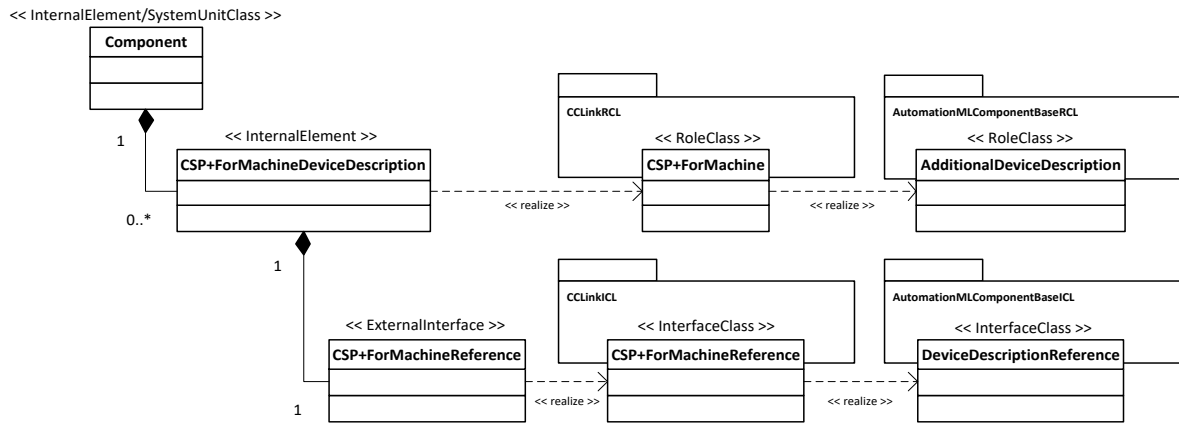 << InternalElement/SystemUnitClass >>
Component
1
<< InternalElement >>
CSP+ForMachineDeviceDescription
0..*
CCLinkRCL
<< RoleClass >>
CSP+ForMachine
<< realize >>
AutomationMLComponentBaseRCL
<< RoleClass >>
AdditionalDeviceDescription
<< realize >>
1
<< ExternalInterface >>
CSP+ForMachineReference
1
CCLinkICL
<< InterfaceClass >>
CSP+ForMachineReference
<< realize >>
AutomationMLComponentBaseICL
<< InterfaceClass >>
DeviceDescriptionReference
<< realize >>